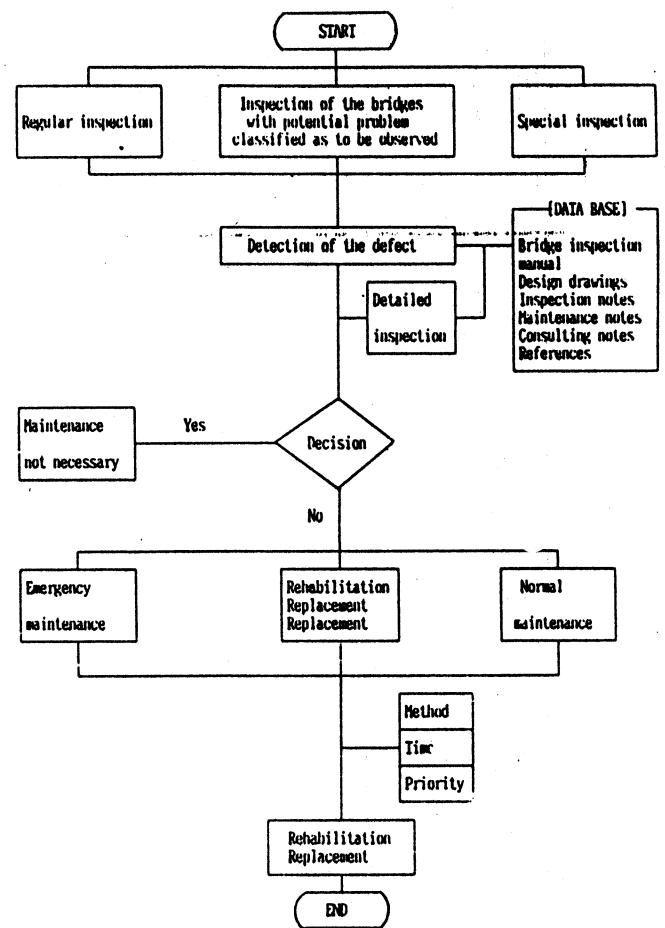 START
Regular inspection
Inspection of the bridges
with potential problem
classified as to be observed
Special inspection
Detection of the defect
[DATA BASE]
Bridge inspection
manual
Design drawings
Inspection notes
Maintenance notes
Consulting notes
References
Detailed
inspection
Maintenance
not necessary
Yes
Decision
No
Emergency
maintenance
Rehabilitation
Replacement
Replacement
Normal
maintenance
Method
Time
Priority
Rehabilitation
Replacement
END